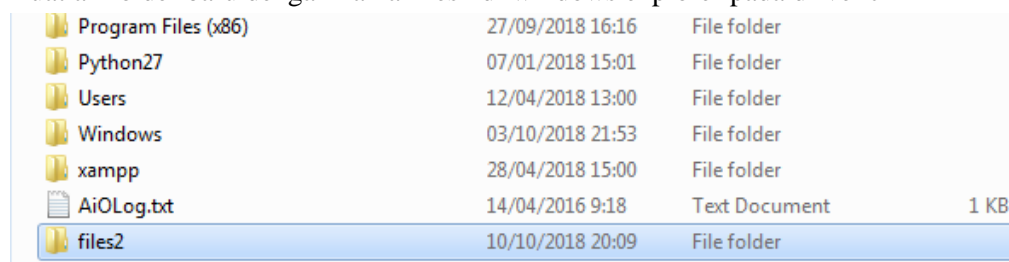 Program Files (x86) 27/09/2018 16:16 File folder
Python27 07/01/2018 15:01 File folder
Users 12/04/2018 13:00 File folder
Windows 03/10/2018 21:53 File folder
xampp 28/04/2018 15:00 File folder
AiOLog.txt 14/04/2016 9:18 Text Document 1 KB
files2 10/10/2018 20:09 File folder